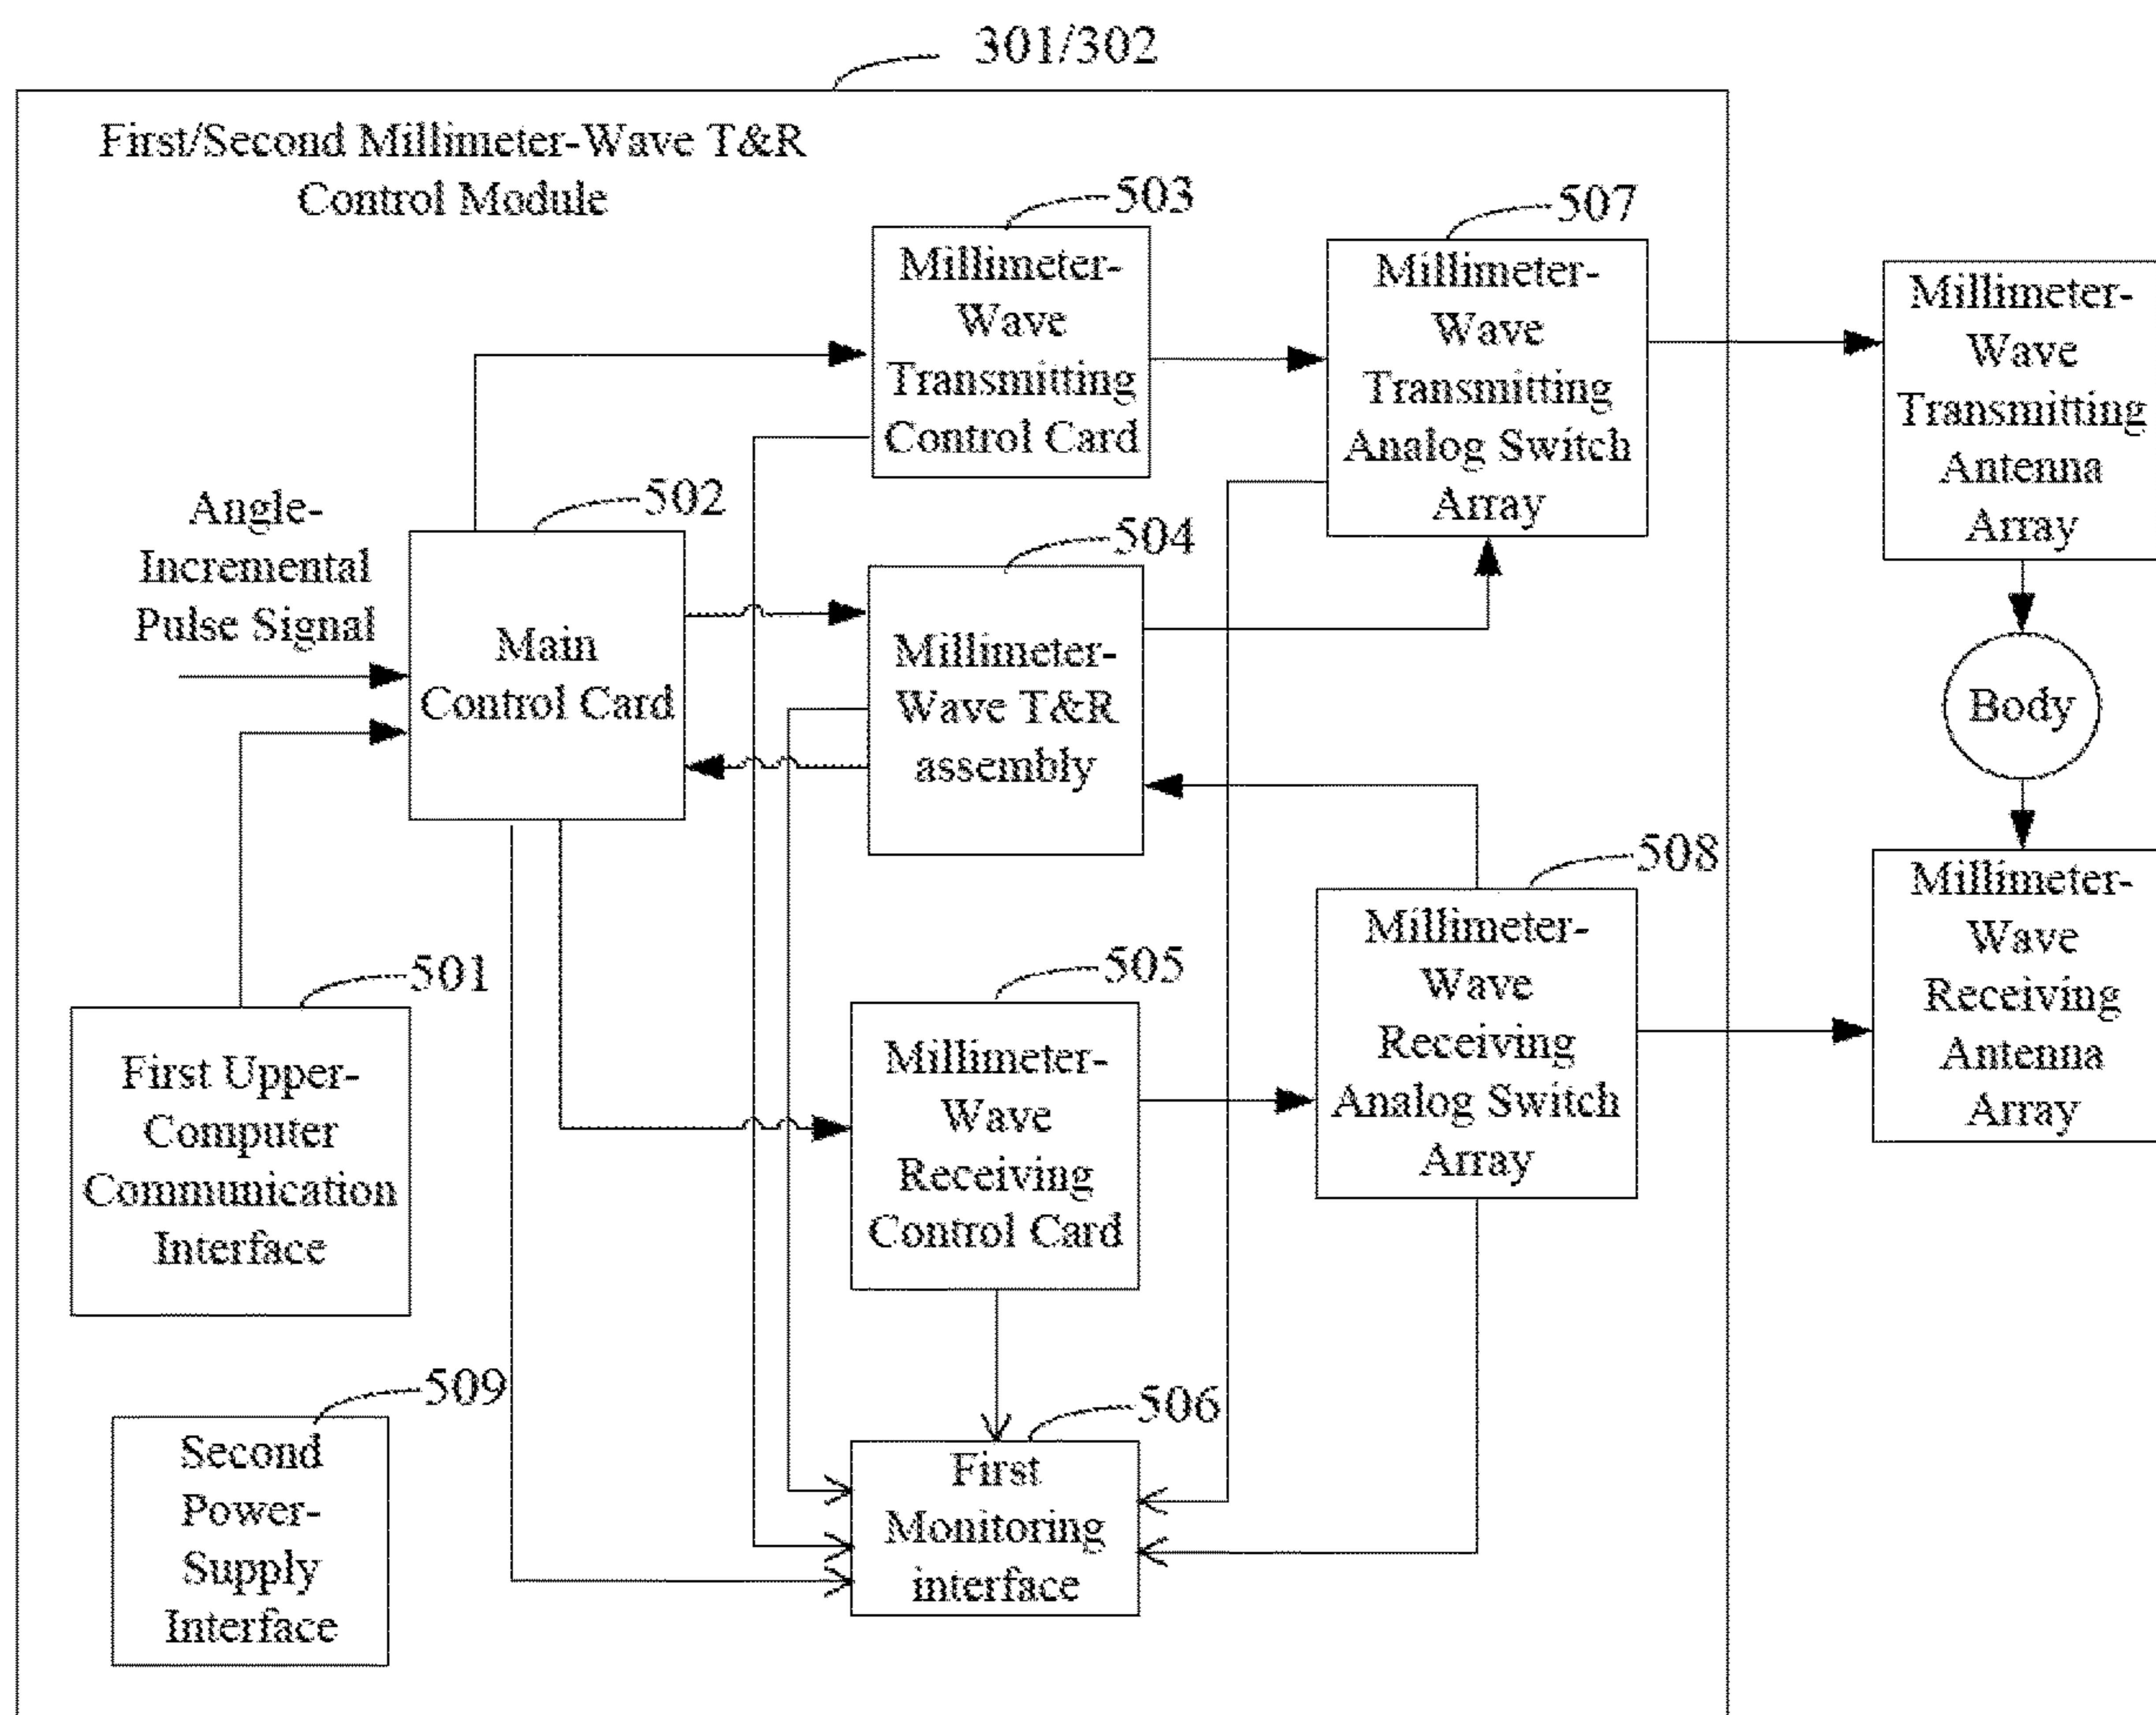 301/302
First/Second Millimeter-Wave T&R
Control Module
503
Millimeter-
Wave
Transmitting
Control Card
507
Millimeter-
Wave
Transmitting
Analog Switch
Array
Millimeter-
Wave
Transmitting
Antenna
Array
Angle-
Incremental
Pulse Signal
502
Main
Control Card
504
Millimeter-
Wave T&R
assembly
Body
508
Millimeter-
Wave
Receiving
Analog Switch
Array
Millimeter-
Wave
Receiving
Antenna
Array
501
First Upper-
Computer
Communication
Interface
505
Millimeter-
Wave
Receiving
Control Card
509
Second
Power-
Supply
Interface
506
First
Monitoring
interface